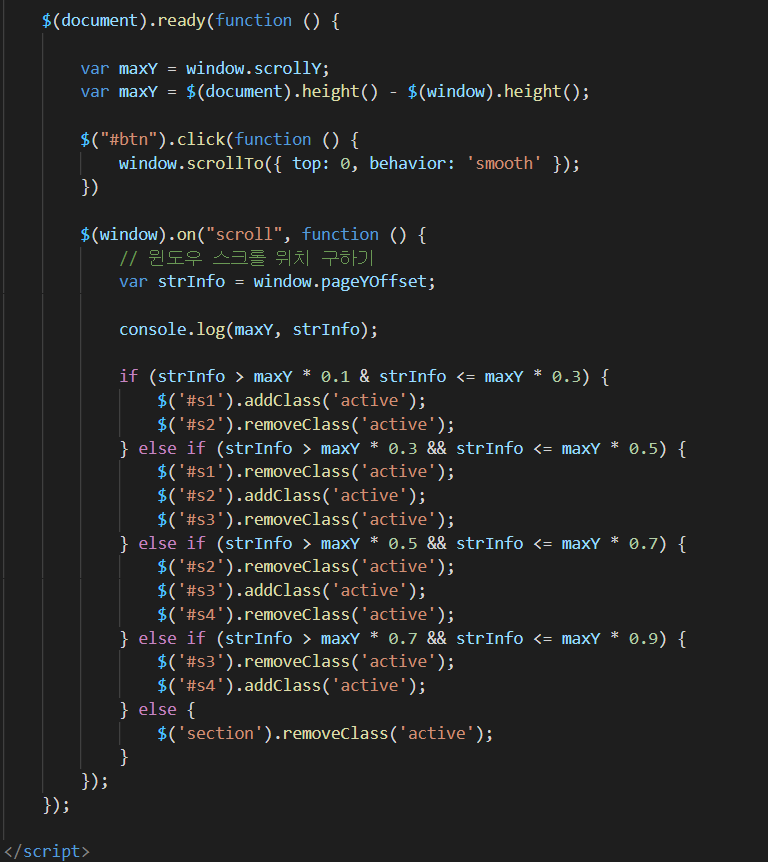 $(document).ready(function () {
var maxY = window.scrollY;
var maxY = $(document).height() - $(window).height();
$("#btn").click(function () {
window.scrollTo({ top: 0, behavior: 'smooth' });
})
$(window).on("scroll", function () {
// 윈도우 스크롤 위치 구하기
var strInfo = window.pageYOffset;
console.log(maxY, strInfo);
if (strInfo > maxY * 0.1 & strInfo <= maxY * 0.3) {
$('#s1').addClass('active');
$('#s2').removeClass('active');
} else if (strInfo > maxY * 0.3 && strInfo <= maxY * 0.5) {
$('#s1').removeClass('active');
$('#s2').addClass('active');
$('#s3').removeClass('active');
} else if (strInfo > maxY * 0.5 && strInfo <= maxY * 0.7) {
$('#s2').removeClass('active');
$('#s3').addClass('active');
$('#s4').removeClass('active');
} else if (strInfo > maxY * 0.7 && strInfo <= maxY * 0.9) {
$('#s3').removeClass('active');
$('#s4').addClass('active');
} else {
$('section').removeClass('active');
}
});
});
</script>